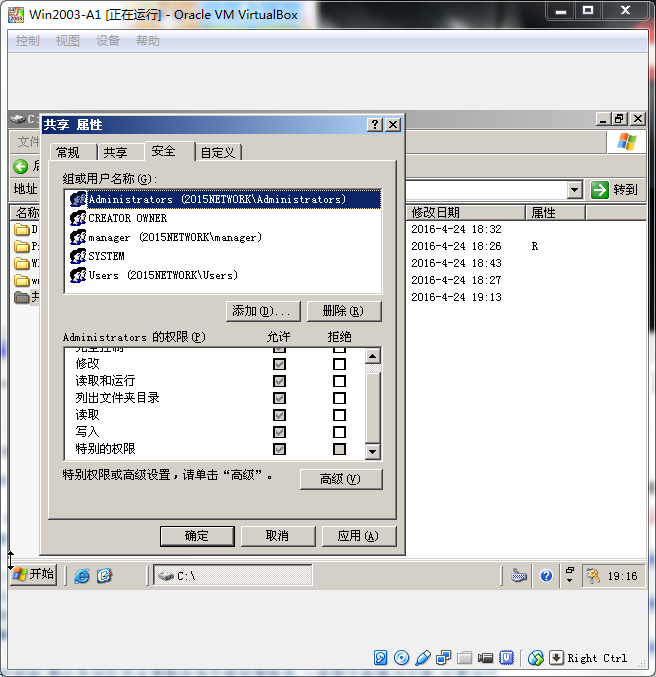 Win2003-A1 [正在运行] - Oracle VM VirtualBox
控制 视图 设备 帮助
C:
共享 属性
文件
常规 共享 安全 自定义
地址 转到
组或用户名称(G):
名称 修改日期 属性
Administrators (2015NETWORK\Administrators)
CREATOR OWNER
manager (2015NETWORK\manager)
SYSTEM
Users (2015NETWORK\Users)
D 2016-4-24 18:32
P 2016-4-24 18:26 R
W 2016-4-24 18:43
w 2016-4-24 18:27
共 2016-4-24 19:13
添加(D)... 删除(R)
Administrators 的权限(P) 允许 拒绝
完全控制
修改
读取和运行
列出文件夹目录
读取
写入
特别的权限
特别权限或高级设置，请单击“高级”。
高级(V)
确定 取消 应用(A)
开始 C:\ 19:16
Right Ctrl